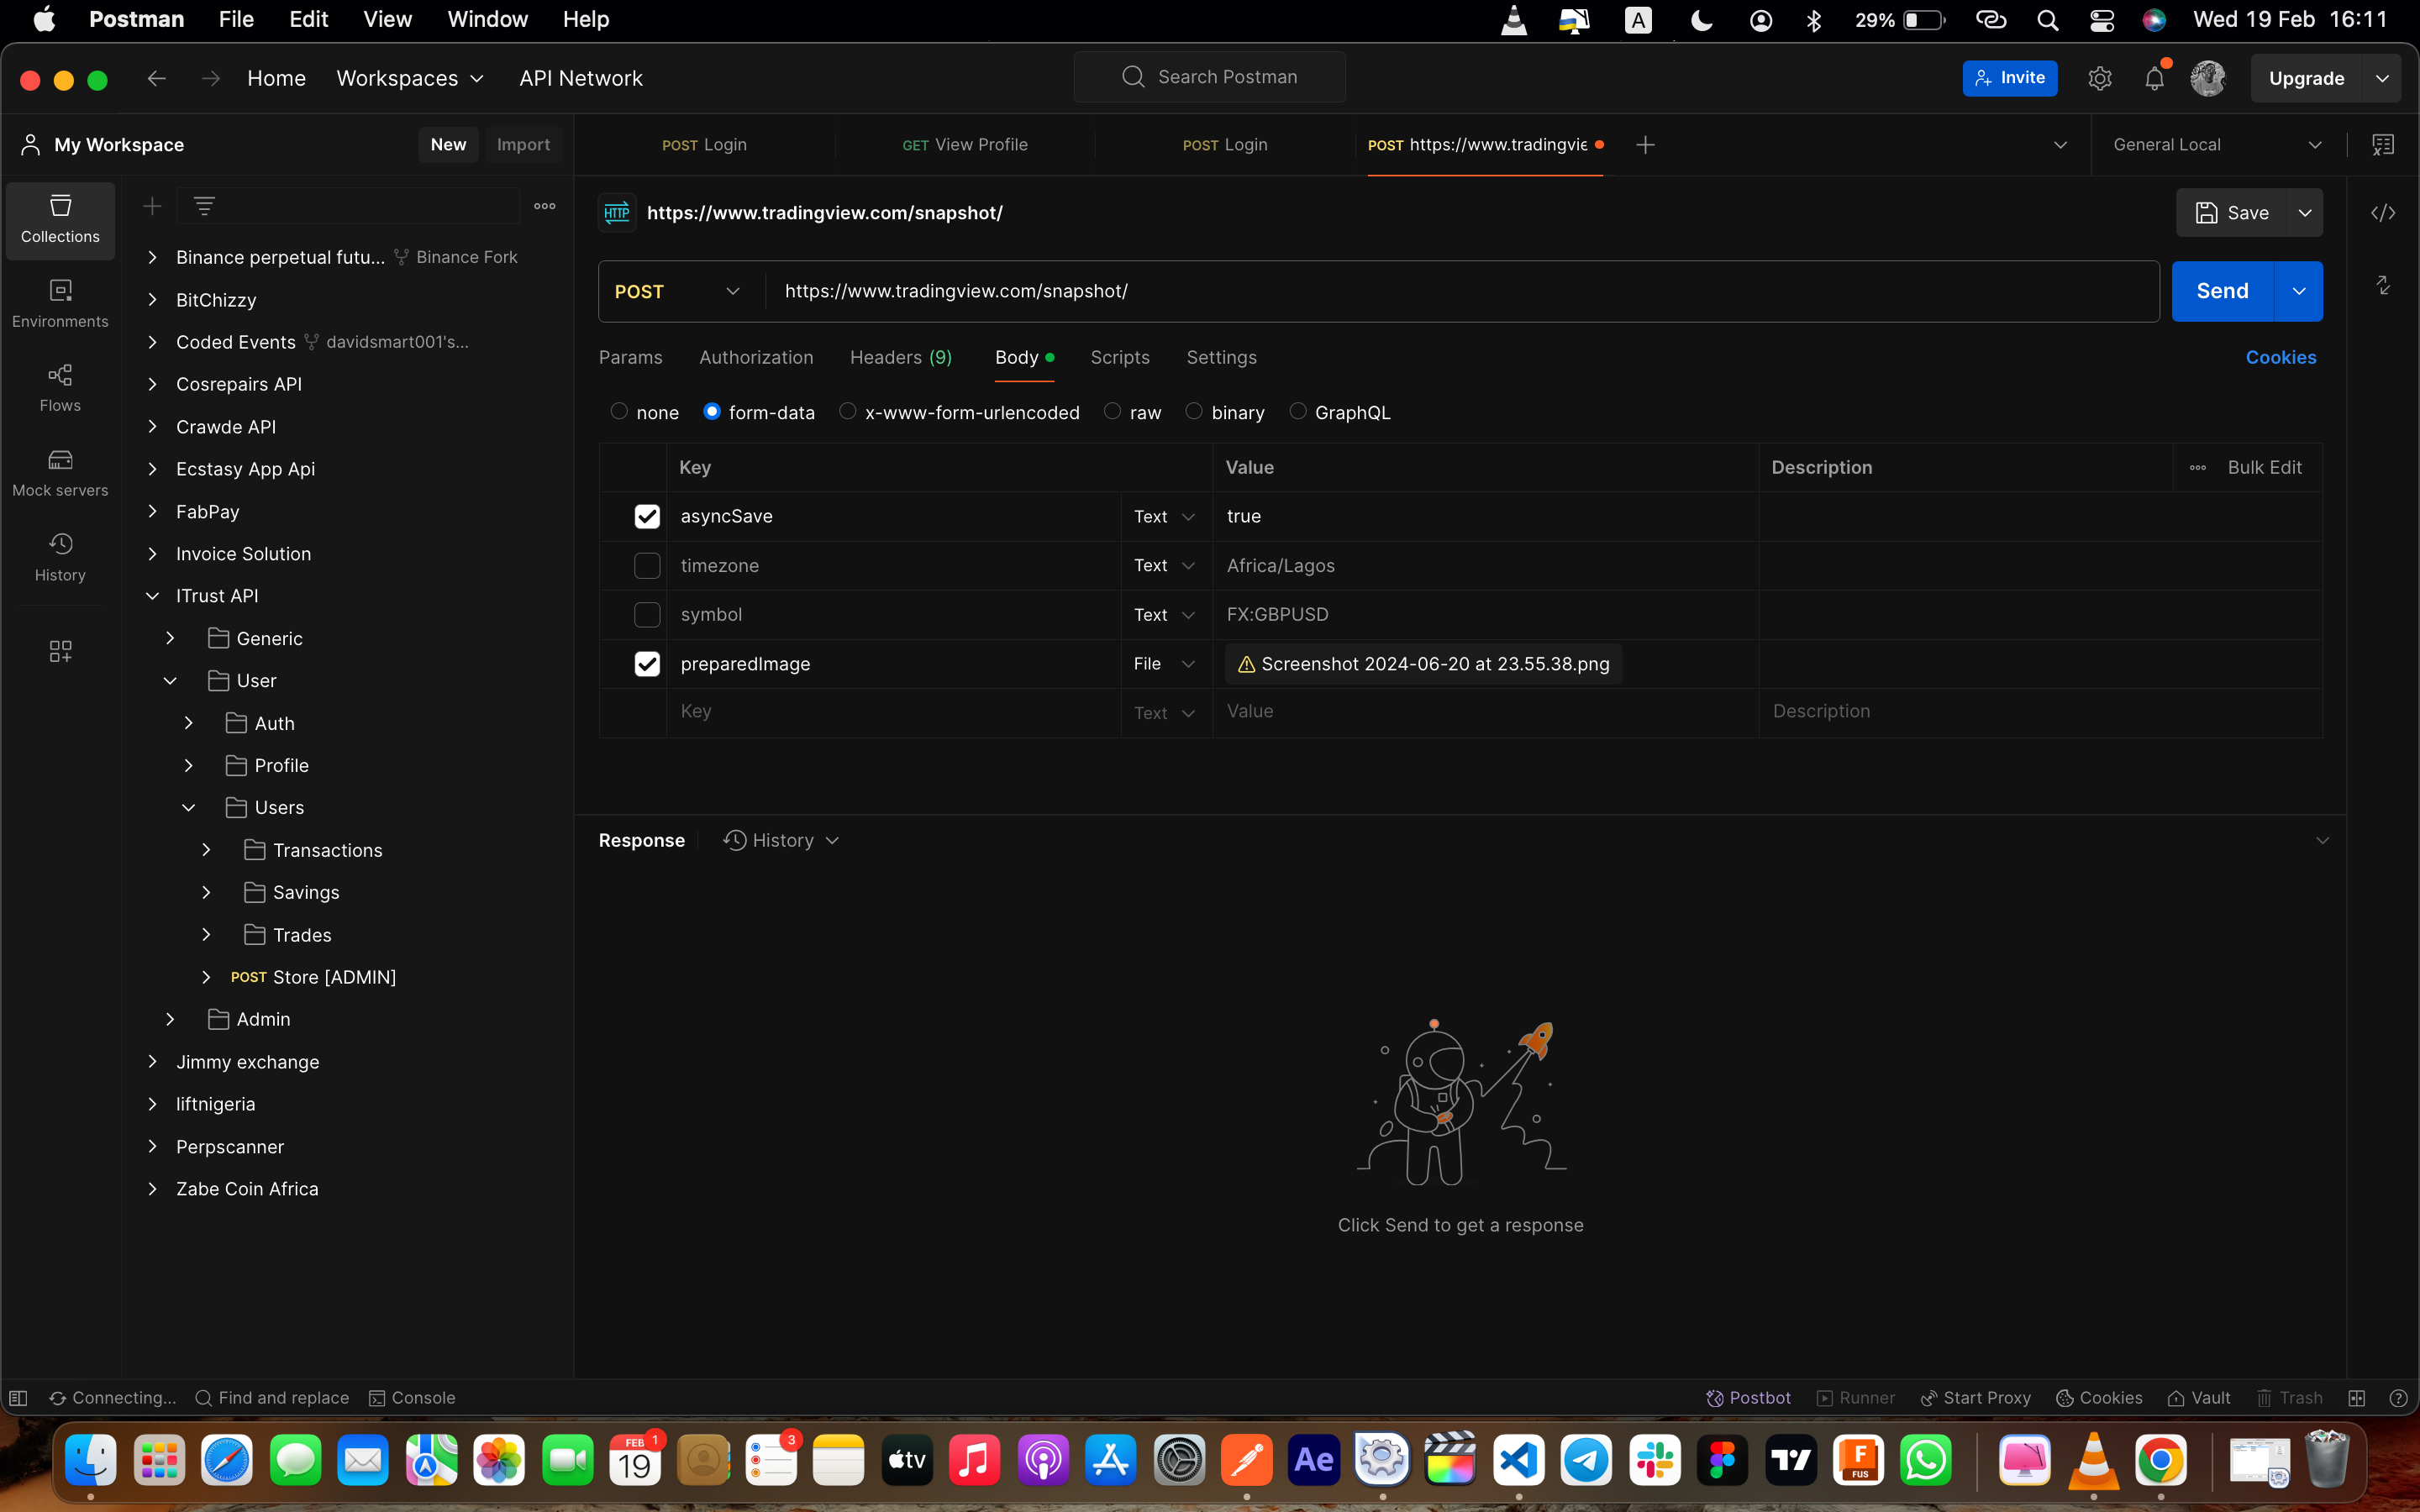 Postman File Edit View Window Help
A 29% Wed 19 Feb 16:11
Home Workspaces API Network
Search Postman
Invite
Upgrade
My Workspace
New Import
POST Login
GET View Profile
POST Login
POST https://www.tradingvie
General Local
Collections
Environments
Flows
Mock servers
History
Binance perpetual futu... Binance Fork
BitChizzy
Coded Events davidsmart001's...
Cosrepairs API
Crawde API
Ecstasy App Api
FabPay
Invoice Solution
ITrust API
Generic
User
Auth
Profile
Users
Transactions
Savings
Trades
POST Store [ADMIN]
Admin
Jimmy exchange
liftnigeria
Perpscanner
Zabe Coin Africa
HTTP https://www.tradingview.com/snapshot/
Save
POST https://www.tradingview.com/snapshot/
Send
Params Authorization Headers (9) Body Scripts Settings
Cookies
none form-data x-www-form-urlencoded raw binary GraphQL
Key Value Description Bulk Edit
asyncSave Text true
timezone Text Africa/Lagos
symbol Text FX:GBPUSD
preparedImage File Screenshot 2024-06-20 at 23.55.38.png
Key Text Value Description
Response History
Click Send to get a response
Connecting... Find and replace Console
Postbot Runner Start Proxy Cookies Vault Trash
FEB 1
19
3
tv
Ae
F
FUS